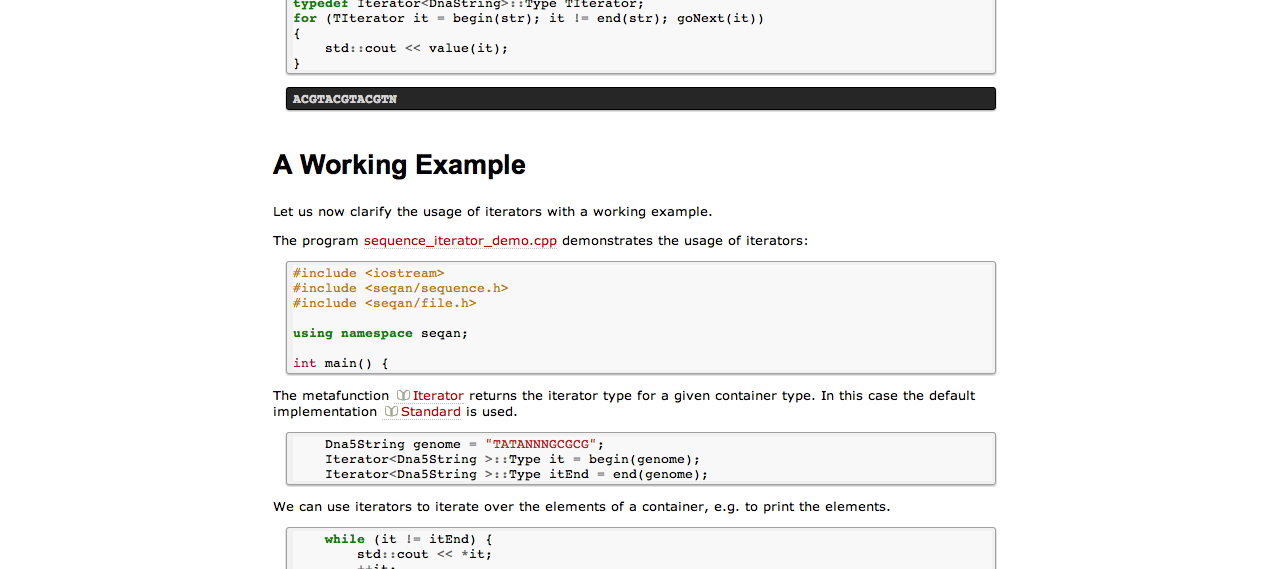 typedef Iterator<DnaString>::Type TIterator;
for (TIterator it = begin(str); it != end(str); goNext(it))
{
    std::cout << value(it);
}
ACGTACGTACGTN
A Working Example
Let us now clarify the usage of iterators with a working example.
The program sequence_iterator_demo.cpp demonstrates the usage of iterators:
#include <iostream>
#include <seqan/sequence.h>
#include <seqan/file.h>
using namespace seqan;
int main() {
The metafunction Iterator returns the iterator type for a given container type. In this case the default
implementation Standard is used.
    Dna5String genome = "TATANNNGCGCG";
    Iterator<Dna5String >::Type it = begin(genome);
    Iterator<Dna5String >::Type itEnd = end(genome);
We can use iterators to iterate over the elements of a container, e.g. to print the elements.
    while (it != itEnd) {
        std::cout << *it;
        ++it;